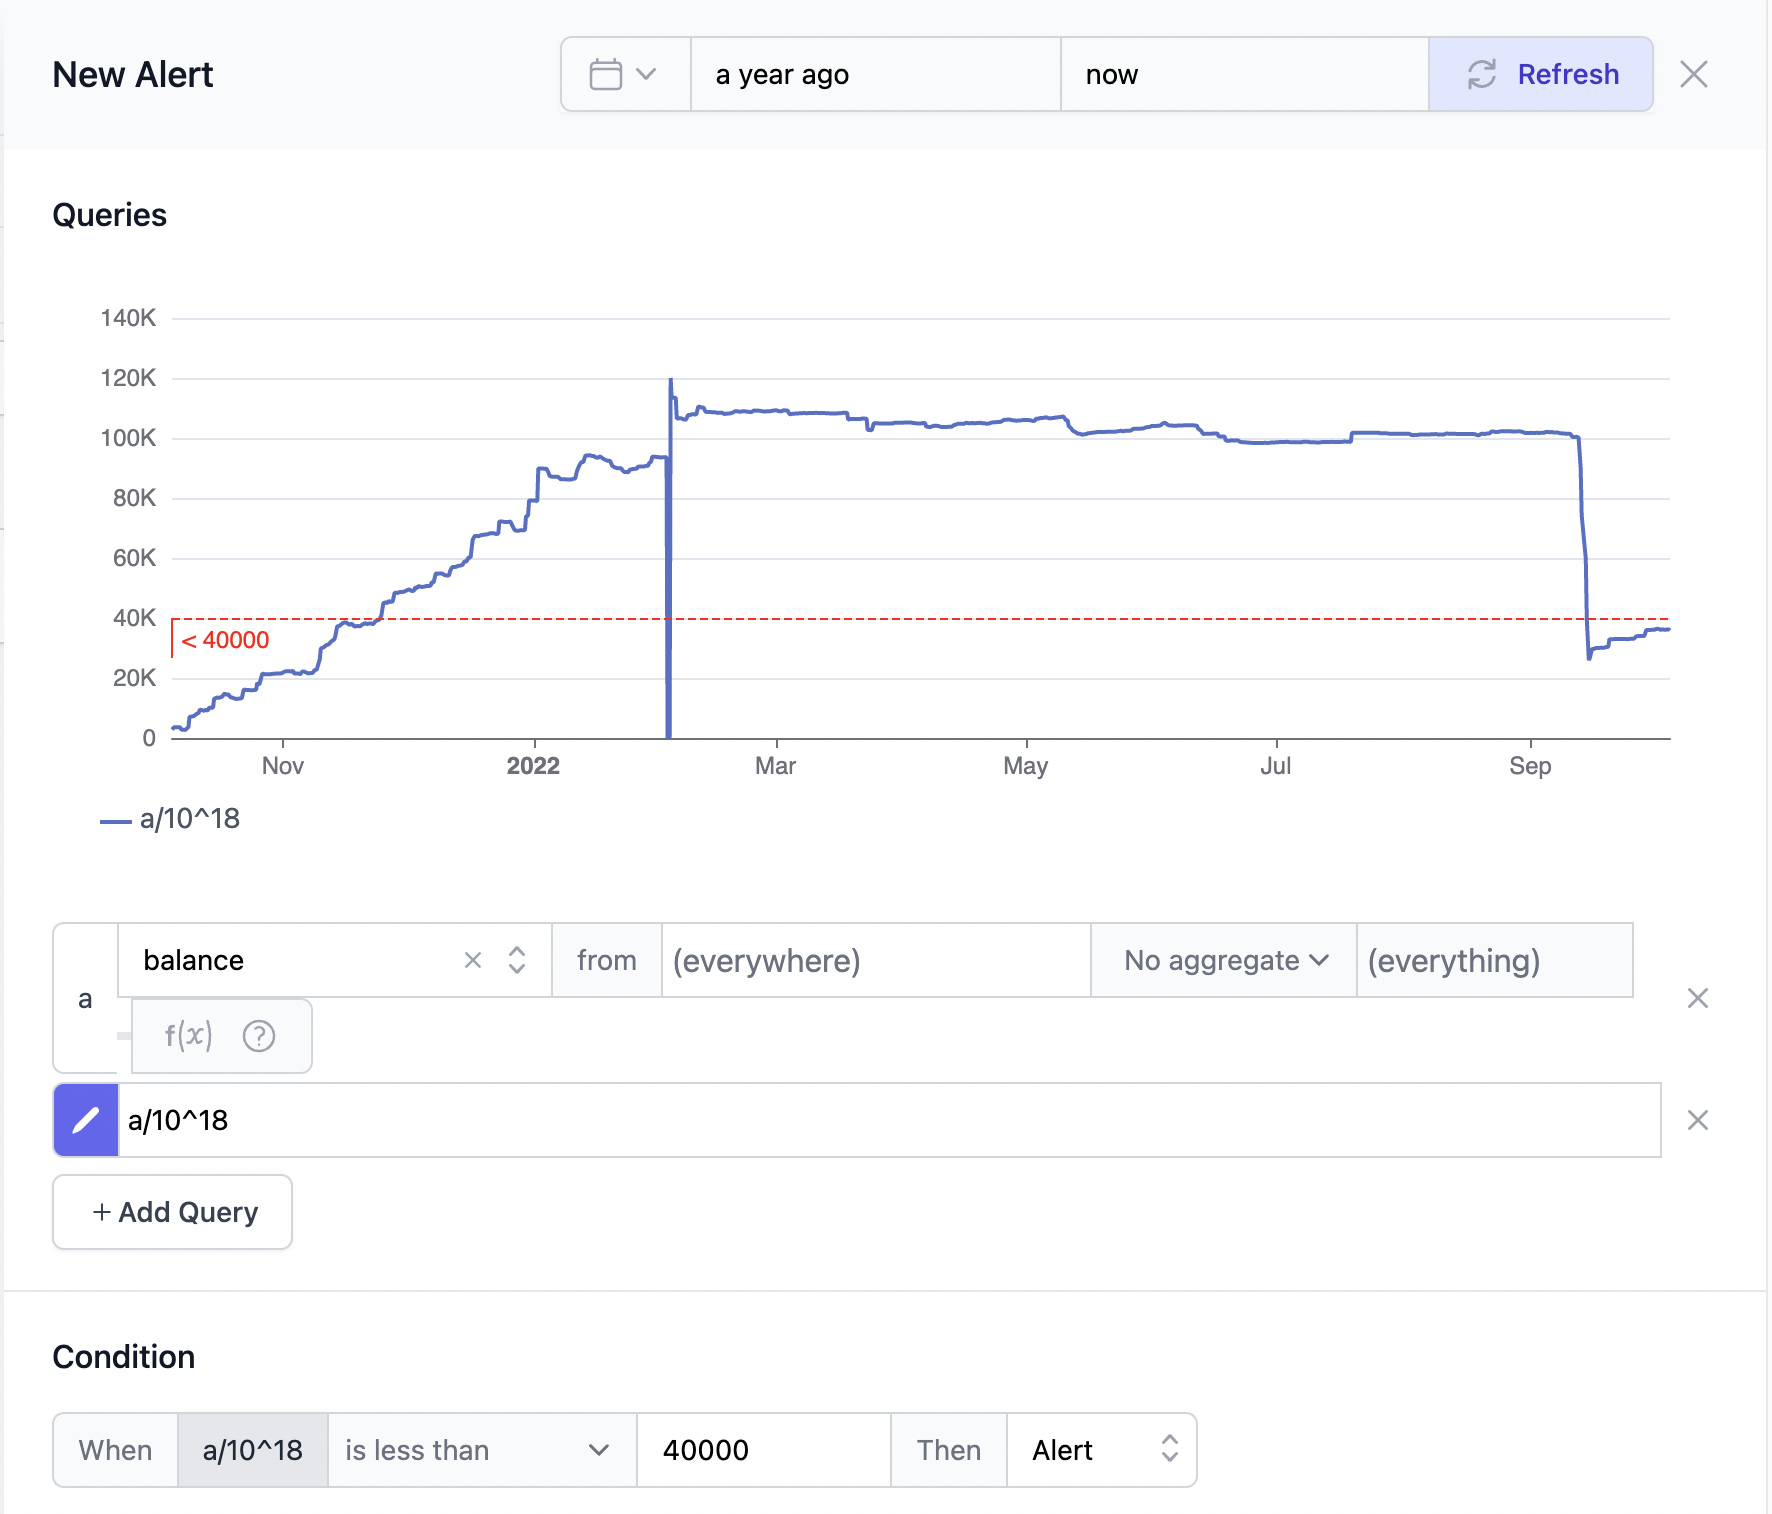 New Alert
a year ago
now
Refresh
Queries
140K
120K
100K
80K
60K
40K
< 40000
20K
0
Nov
2022
Mar
May
Jul
Sep
a/10^18
a
balance
from
(everywhere)
No aggregate
(everything)
f(x)
?
a/10^18
+ Add Query
Condition
When
a/10^18
is less than
40000
Then
Alert